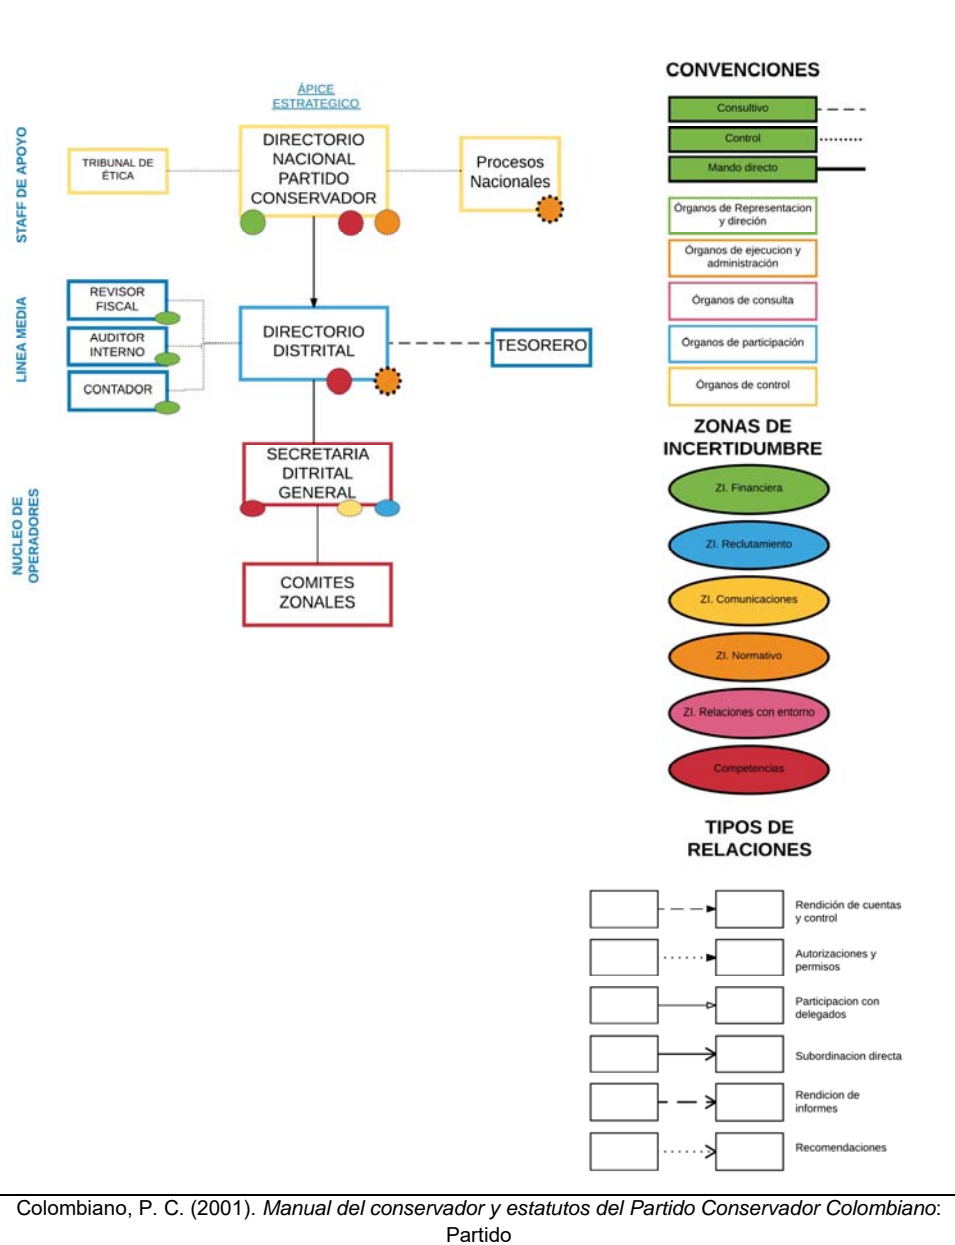 ÁPICE
ESTRATEGICO
STAFF DE APOYO
TRIBUNAL DE
ÉTICA
DIRECTORIO
NACIONAL
PARTIDO
CONSERVADOR
Procesos
Nacionales
LINEA MEDIA
REVISOR
FISCAL
AUDITOR
INTERNO
CONTADOR
DIRECTORIO
DISTRITAL
TESORERO
NUCLEO DE
OPERADORES
SECRETARIA
DITRITAL
GENERAL
COMITES
ZONALES
CONVENCIONES
Consultivo
Control
Mando directo
Órganos de Representacion
y direción
Órganos de ejecucion y
administración
Órganos de consulta
Órganos de participación
Órganos de control
ZONAS DE
INCERTIDUMBRE
ZI. Financiera
ZI. Reclutamiento
ZI. Comunicaciones
ZI. Normativo
ZI. Relaciones con entorno
Competencias
TIPOS DE
RELACIONES
Rendición de cuentas
y control
Autorizaciones y
permisos
Participacion con
delegados
Subordinacion directa
Rendicion de
informes
Recomendaciones
Colombiano, P. C. (2001). Manual del conservador y estatutos del Partido Conservador Colombiano:
Partido